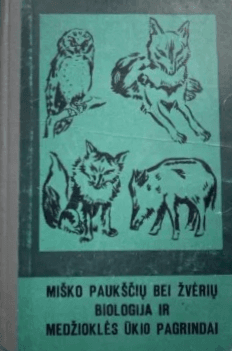 MIŠKO PAUKŠČIŲ BEI ŽVĖRIŲ
BIOLOGIJA IR
MEDŽIOKLĖS ŪKIO PAGRINDAI